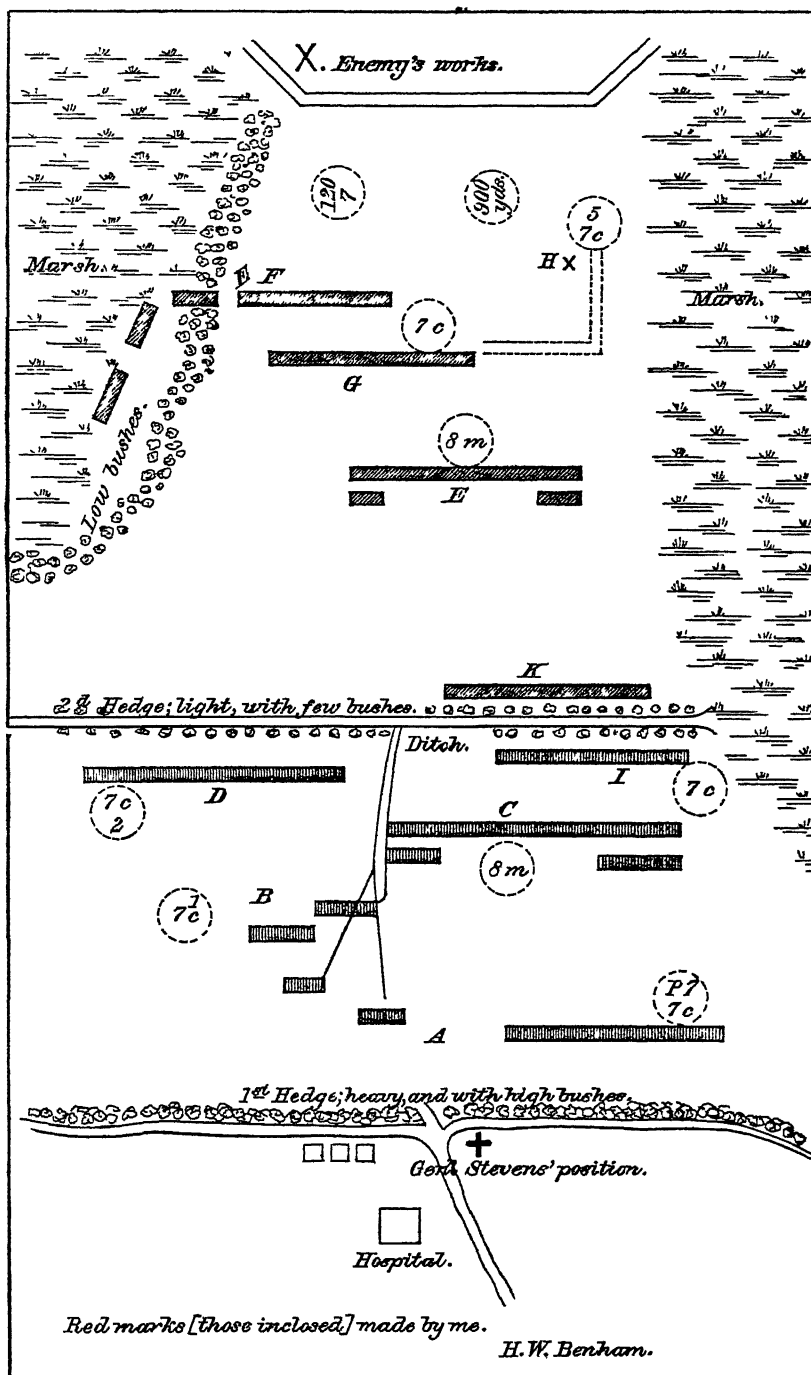 X. Enemy's works.
120
7
900
yds.
5
7c
H X
Marsh.
F
Marsh.
7c
G
8m
E
Low bushes.
K
2d Hedge; light, with few bushes.
Ditch.
D
I
7c
2
7c
C
8m
B
1
7c
P7
7c
A
1st Hedge; heavy, and with high bushes.
Genl Stevens' position.
Hospital.
Red marks [those inclosed] made by me.
H.W. Benham.